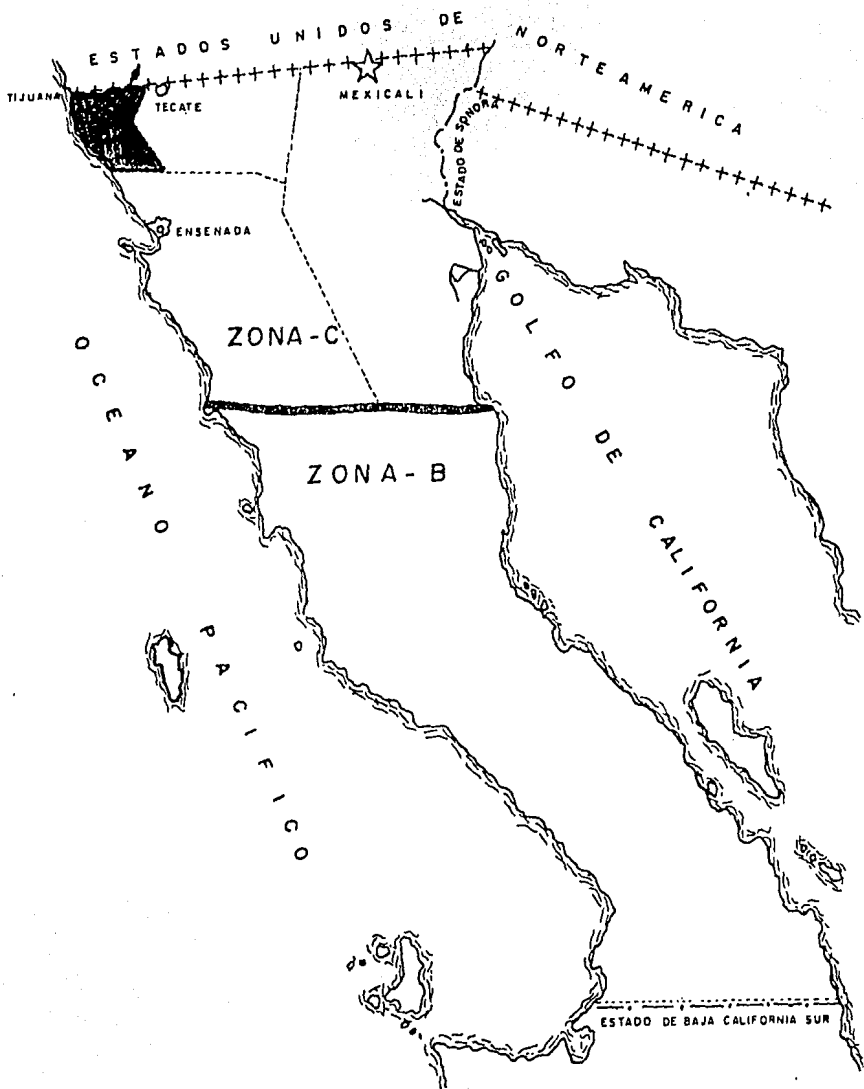 ESTADOS UNIDOS DE NORTEAMERICA
TIJUANA
TECATE
MEXICALI
ESTADO DE SONORA
ENSENADA
GOLFO DE CALIFORNIA
ZONA-C
OCEANO PACIFICO
ZONA-B
ESTADO DE BAJA CALIFORNIA SUR